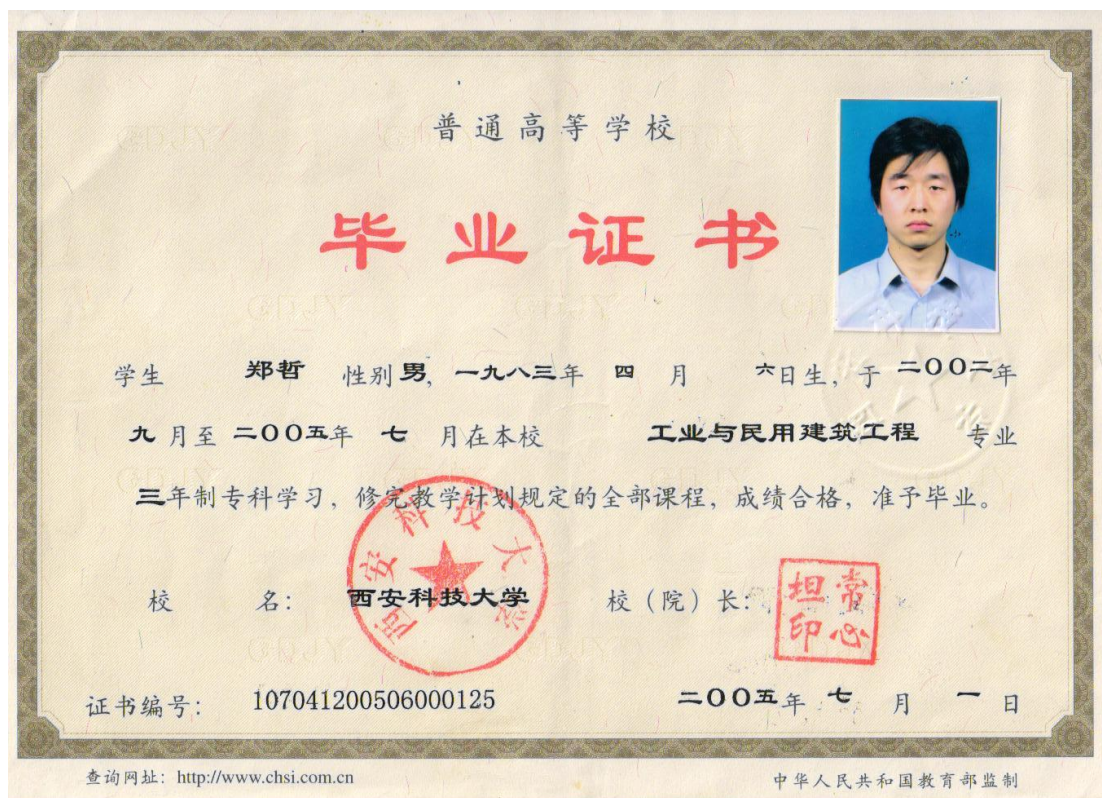 普通高等学校
毕业证书
学生 郑哲 性别 男, 一九八三年 四 月 六日生, 于 二〇〇二年
九 月至 二〇〇五年 七 月在本校 工业与民用建筑工程 专业
三年制专科学习, 修完教学计划规定的全部课程, 成绩合格, 准予毕业。
校 名: 西安科技大学 校(院)长:
西安科技大学
常心坦印
证书编号: 107041200506000125 二〇〇五年 七 月 一 日
查询网址: http://www.chsi.com.cn 中华人民共和国教育部监制